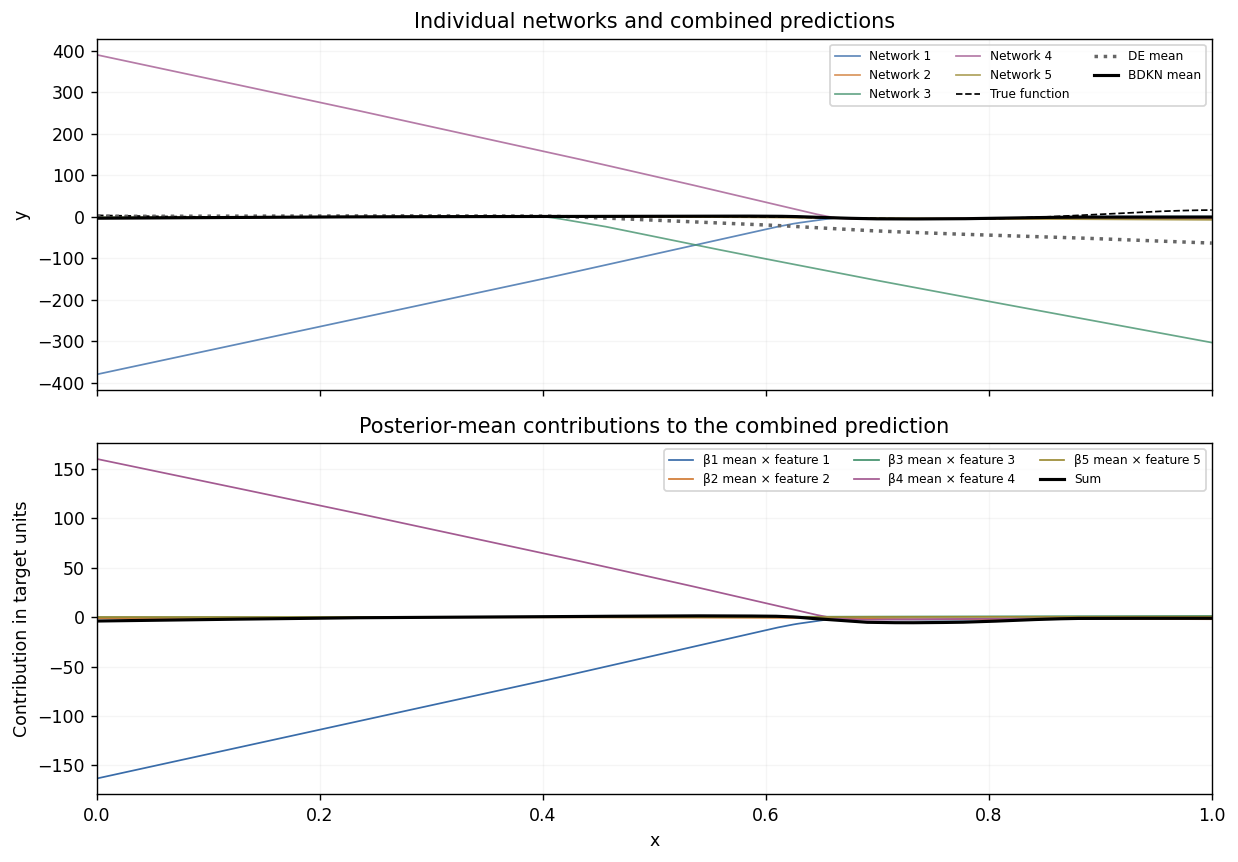 Individual networks and combined predictions
400
300
200
100
0
−100
−200
−300
−400
y
Network 1
Network 2
Network 3
Network 4
Network 5
True function
DE mean
BDKN mean
Posterior-mean contributions to the combined prediction
150
100
50
0
−50
−100
−150
Contribution in target units
β1 mean × feature 1
β2 mean × feature 2
β3 mean × feature 3
β4 mean × feature 4
β5 mean × feature 5
Sum
0.0 0.2 0.4 0.6 0.8 1.0
x